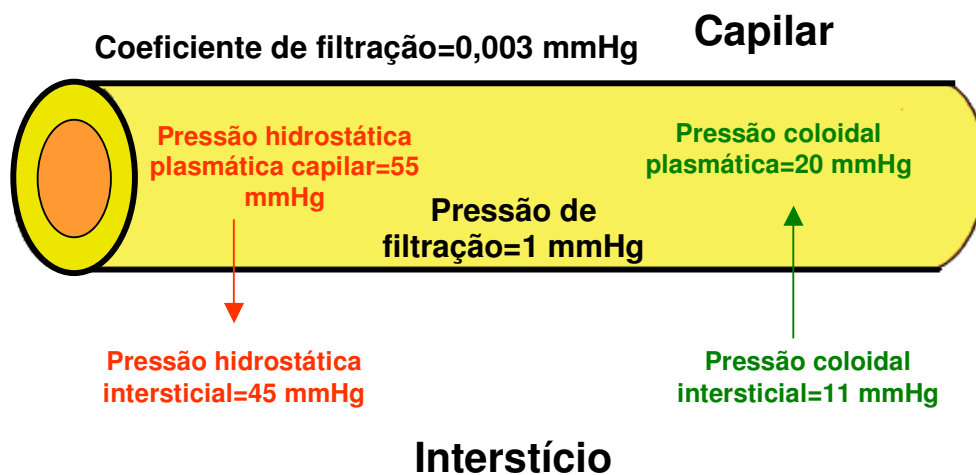 Capilar
Coeficiente de filtração=0,003 mmHg
Pressão hidrostática
plasmática capilar=55
mmHg
Pressão coloidal
plasmática=20 mmHg
Pressão de
filtração=1 mmHg
Pressão hidrostática
intersticial=45 mmHg
Pressão coloidal
intersticial=11 mmHg
Interstício